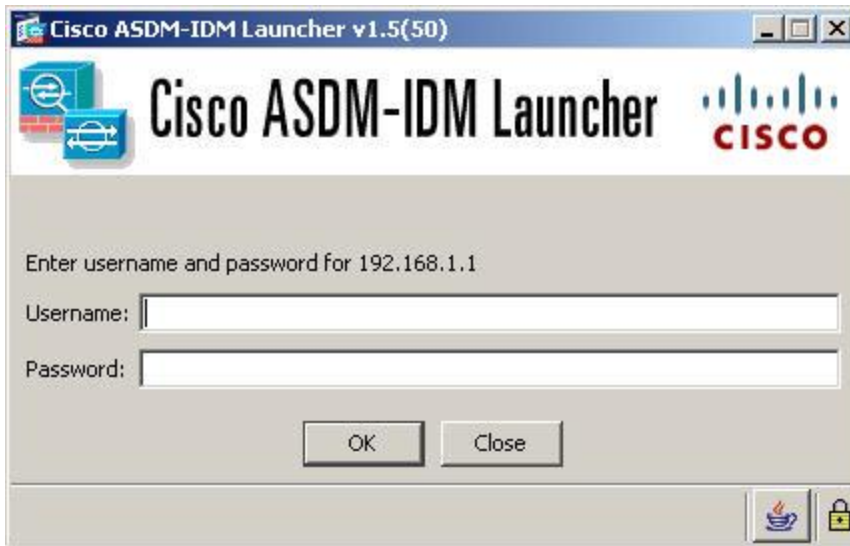 Cisco ASDM-IDM Launcher v1.5(50)
Cisco ASDM-IDM Launcher
CISCO
Enter username and password for 192.168.1.1
Username:
Password:
OK Close